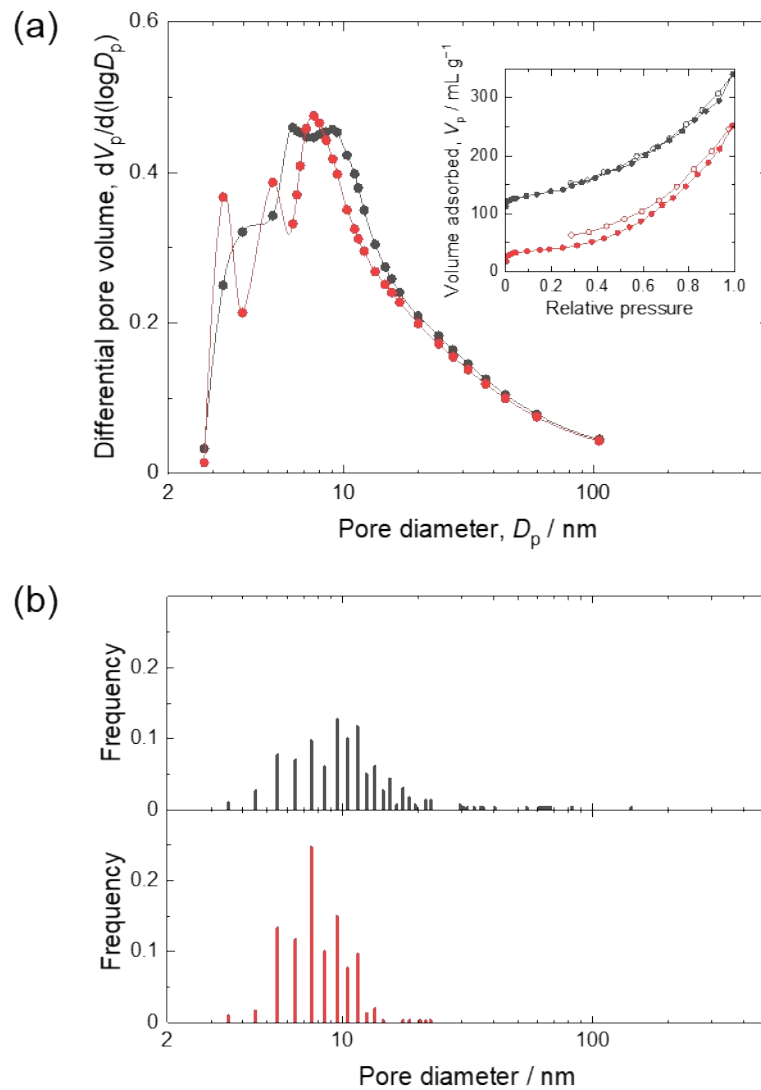 (a)
0.6
0.4
0.2
0
Differential pore volume, dVp/d(logDp)
2
10
100
Pore diameter, Dp / nm
300
200
100
0
Volume adsorbed, Vp / mL g⁻¹
0
0.2
0.4
0.6
0.8
1.0
Relative pressure
(b)
0.2
0.1
0
Frequency
0.2
0.1
0
Frequency
2
10
100
Pore diameter / nm